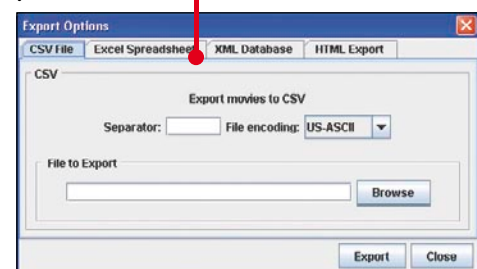 Export Options
CSV File Excel Spreadsheet XML Database HTML Export
CSV
Export movies to CSV
Separator: File encoding: US-ASCII
File to Export
Browse
Export Close